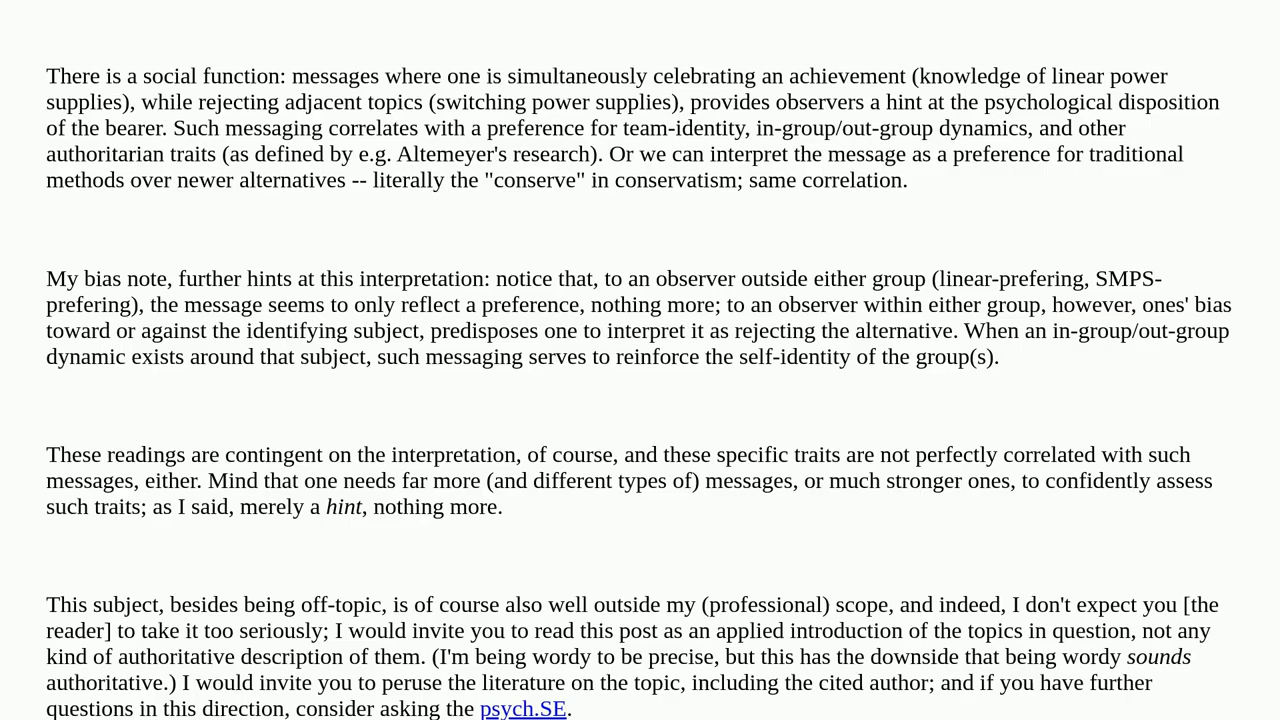 There is a social function: messages where one is simultaneously celebrating an achievement (knowledge of linear power
supplies), while rejecting adjacent topics (switching power supplies), provides observers a hint at the psychological disposition
of the bearer. Such messaging correlates with a preference for team-identity, in-group/out-group dynamics, and other
authoritarian traits (as defined by e.g. Altemeyer's research). Or we can interpret the message as a preference for traditional
methods over newer alternatives -- literally the "conserve" in conservatism; same correlation.
My bias note, further hints at this interpretation: notice that, to an observer outside either group (linear-prefering, SMPS-
prefering), the message seems to only reflect a preference, nothing more; to an observer within either group, however, ones' bias
toward or against the identifying subject, predisposes one to interpret it as rejecting the alternative. When an in-group/out-group
dynamic exists around that subject, such messaging serves to reinforce the self-identity of the group(s).
These readings are contingent on the interpretation, of course, and these specific traits are not perfectly correlated with such
messages, either. Mind that one needs far more (and different types of) messages, or much stronger ones, to confidently assess
such traits; as I said, merely a hint, nothing more.
This subject, besides being off-topic, is of course also well outside my (professional) scope, and indeed, I don't expect you [the
reader] to take it too seriously; I would invite you to read this post as an applied introduction of the topics in question, not any
kind of authoritative description of them. (I'm being wordy to be precise, but this has the downside that being wordy sounds
authoritative.) I would invite you to peruse the literature on the topic, including the cited author; and if you have further
questions in this direction, consider asking the psych.SE.